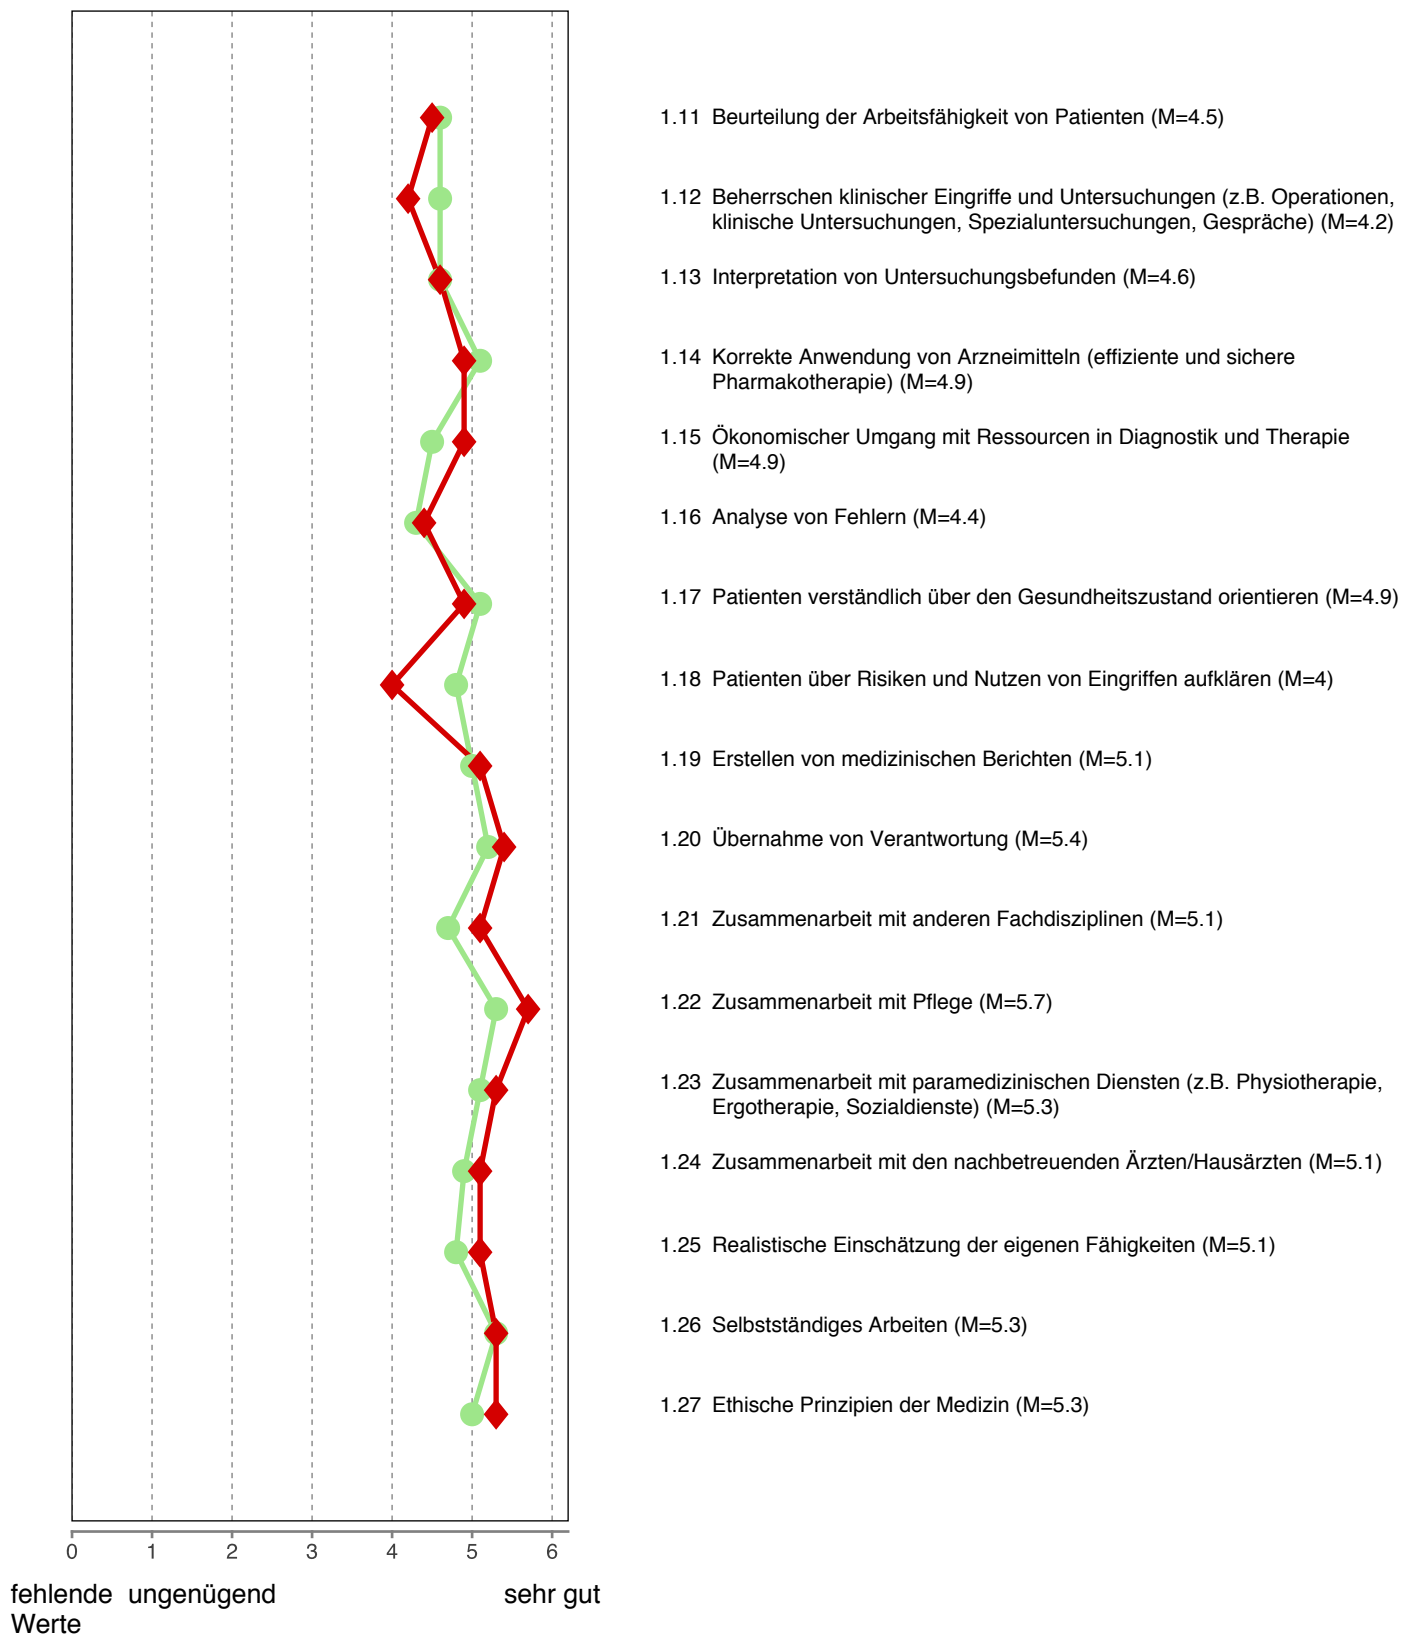 1.11 Beurteilung der Arbeitsfähigkeit von Patienten (M=4.5)
1.12 Beherrschen klinischer Eingriffe und Untersuchungen (z.B. Operationen,
klinische Untersuchungen, Spezialuntersuchungen, Gespräche) (M=4.2)
1.13 Interpretation von Untersuchungsbefunden (M=4.6)
1.14 Korrekte Anwendung von Arzneimitteln (effiziente und sichere
Pharmakotherapie) (M=4.9)
1.15 Ökonomischer Umgang mit Ressourcen in Diagnostik und Therapie
(M=4.9)
1.16 Analyse von Fehlern (M=4.4)
1.17 Patienten verständlich über den Gesundheitszustand orientieren (M=4.9)
1.18 Patienten über Risiken und Nutzen von Eingriffen aufklären (M=4)
1.19 Erstellen von medizinischen Berichten (M=5.1)
1.20 Übernahme von Verantwortung (M=5.4)
1.21 Zusammenarbeit mit anderen Fachdisziplinen (M=5.1)
1.22 Zusammenarbeit mit Pflege (M=5.7)
1.23 Zusammenarbeit mit paramedizinischen Diensten (z.B. Physiotherapie,
Ergotherapie, Sozialdienste) (M=5.3)
1.24 Zusammenarbeit mit den nachbetreuenden Ärzten/Hausärzten (M=5.1)
1.25 Realistische Einschätzung der eigenen Fähigkeiten (M=5.1)
1.26 Selbstständiges Arbeiten (M=5.3)
1.27 Ethische Prinzipien der Medizin (M=5.3)
0 1 2 3 4 5 6
fehlende ungenügend sehr gut
Werte